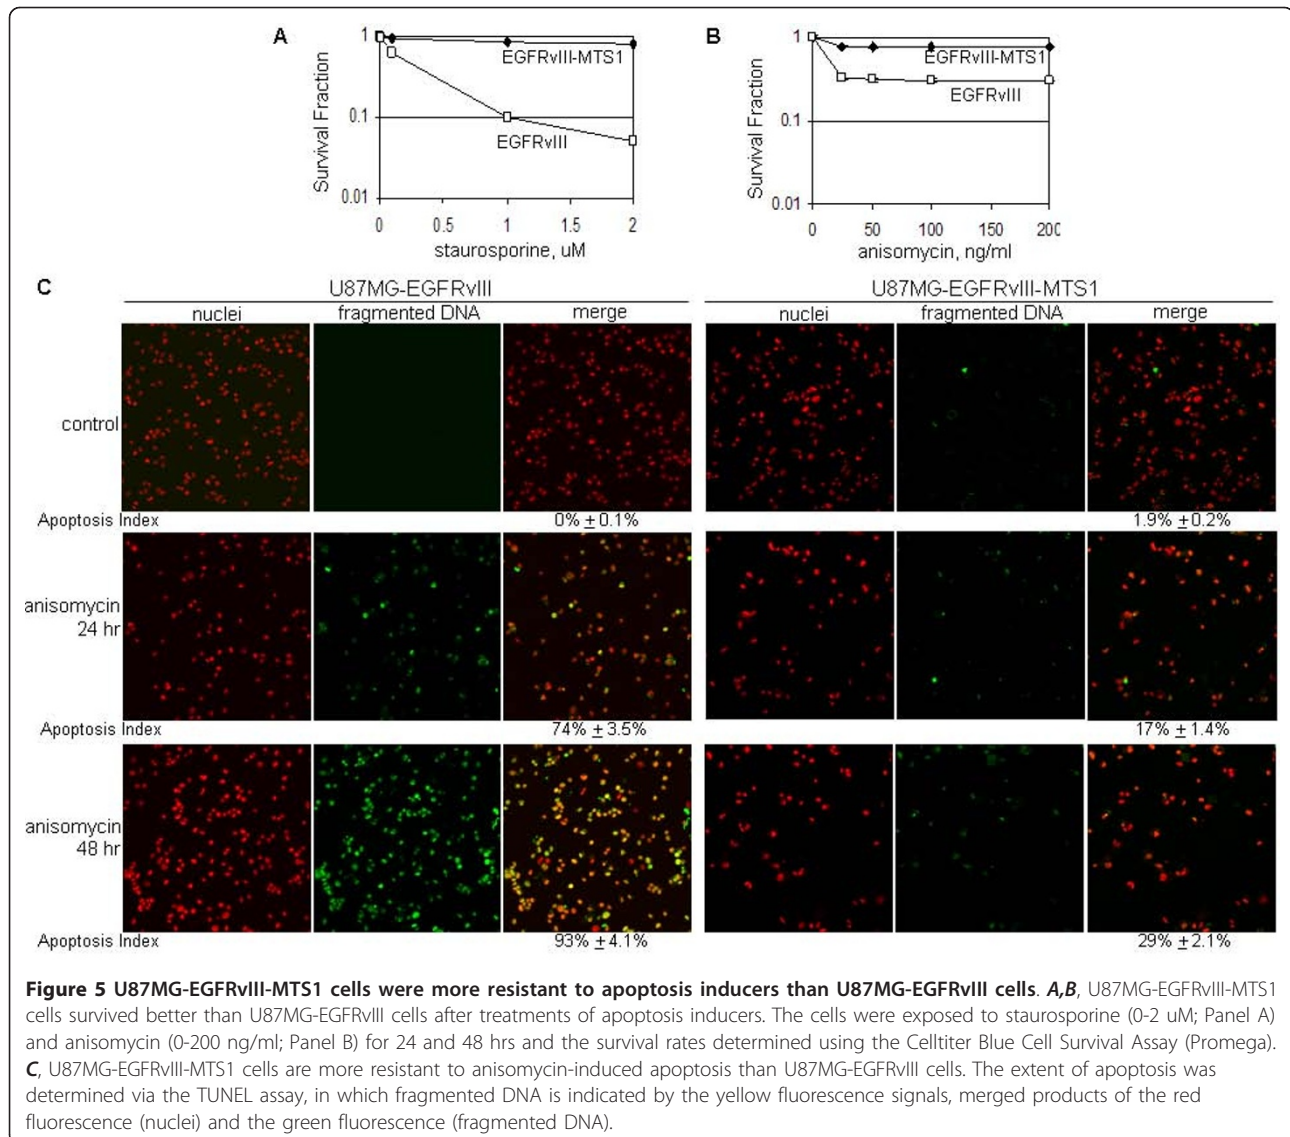 A
1
0.1
0.01
Survival Fraction
EGFRvIII-MTS1
EGFRvIII
0 0.5 1 1.5 2
staurosporine, uM
B
1
0.1
0.01
Survival Fraction
EGFRvIII-MTS1
EGFRvIII
0 50 100 150 200
anisomycin, ng/ml
C
U87MG-EGFRvIII
U87MG-EGFRvIII-MTS1
nuclei fragmented DNA merge
nuclei fragmented DNA merge
control
Apoptosis Index 0% ±0.1% 1.9% ±0.2%
anisomycin
24 hr
Apoptosis Index 74% ±3.5% 17% ±1.4%
anisomycin
48 hr
Apoptosis Index 93% ±4.1% 29% ±2.1%
Figure 5 U87MG-EGFRvIII-MTS1 cells were more resistant to apoptosis inducers than U87MG-EGFRvIII cells. A,B, U87MG-EGFRvIII-MTS1
cells survived better than U87MG-EGFRvIII cells after treatments of apoptosis inducers. The cells were exposed to staurosporine (0-2 uM; Panel A)
and anisomycin (0-200 ng/ml; Panel B) for 24 and 48 hrs and the survival rates determined using the Celltiter Blue Cell Survival Assay (Promega).
C, U87MG-EGFRvIII-MTS1 cells are more resistant to anisomycin-induced apoptosis than U87MG-EGFRvIII cells. The extent of apoptosis was
determined via the TUNEL assay, in which fragmented DNA is indicated by the yellow fluorescence signals, merged products of the red
fluorescence (nuclei) and the green fluorescence (fragmented DNA).